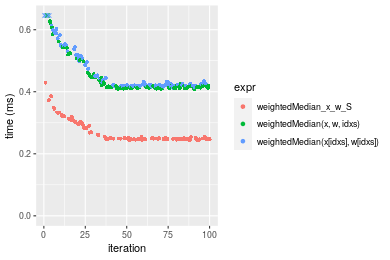 0.6
0.4
0.2
0.0
time (ms)
0
25
50
75
100
iteration
expr
weightedMedian_x_w_S
weightedMedian(x, w, idxs)
weightedMedian(x[idxs], w[idxs])